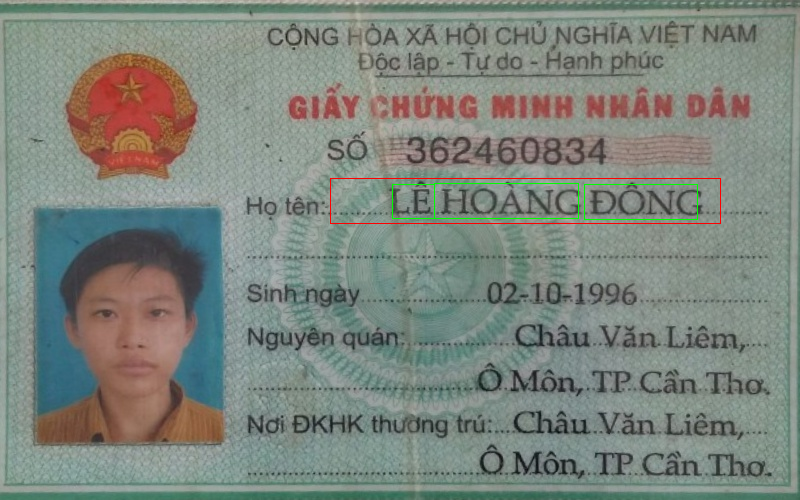 CỘNG HÒA XÃ HỘI CHỦ NGHĨA VIỆT NAM
Độc lập - Tự do - Hạnh phúc
GIẤY CHỨNG MINH NHÂN DÂN
SỐ 362460834
Họ tên: LÊ HOÀNG ĐÔNG
Sinh ngày 02-10-1996
Nguyên quán: Châu Văn Liêm,
Ô Môn, TP Cần Thơ.
Nơi ĐKHK thường trú: Châu Văn Liêm,
Ô Môn, TP Cần Thơ.
VIỆT NAM